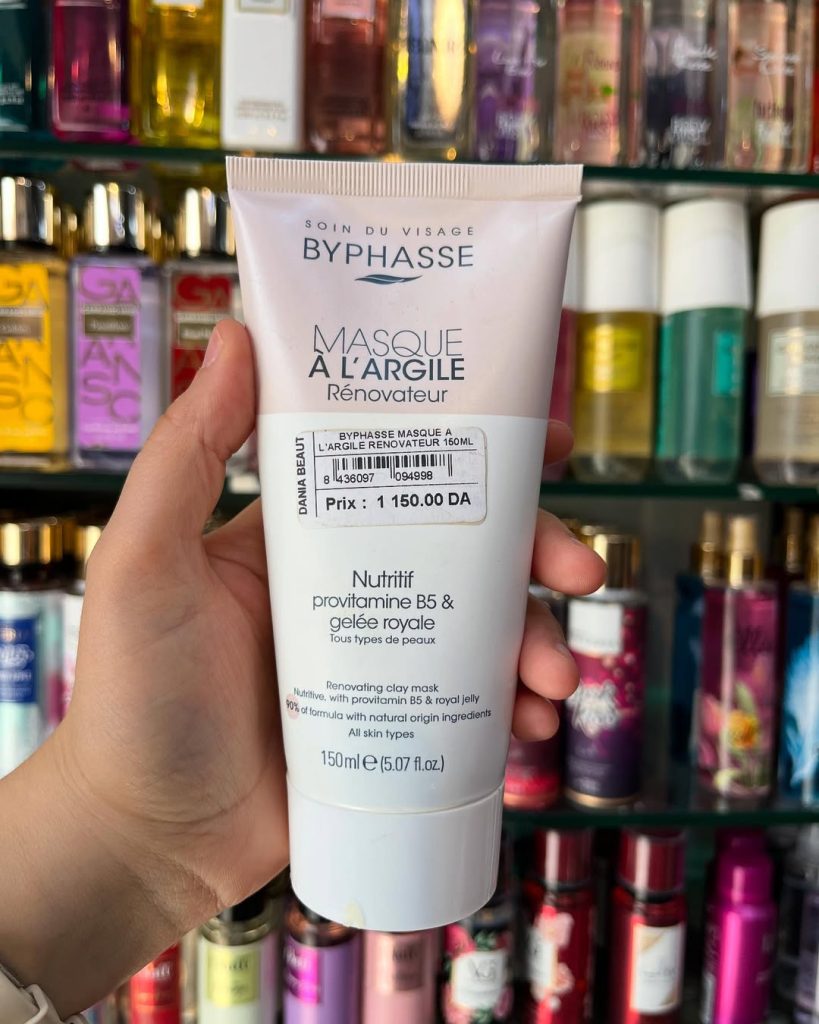 SOIN DU VISAGE
BYPHASSE
MASQUE
À L'ARGILE
Rénovateur
DANIA BEAUT
BYPHASSE MASQUE A
L'ARGILE RENOVATEUR 150ML
8 436097 094998
Prix : 1 150.00 DA
Nutritif
provitamine B5 &
gelée royale
Tous types de peaux
Renovating clay mask
Nutritive, with provitamin B5 & royal jelly
90% of formula with natural origin ingredients
All skin types
150ml e (5.07 fl.oz.)